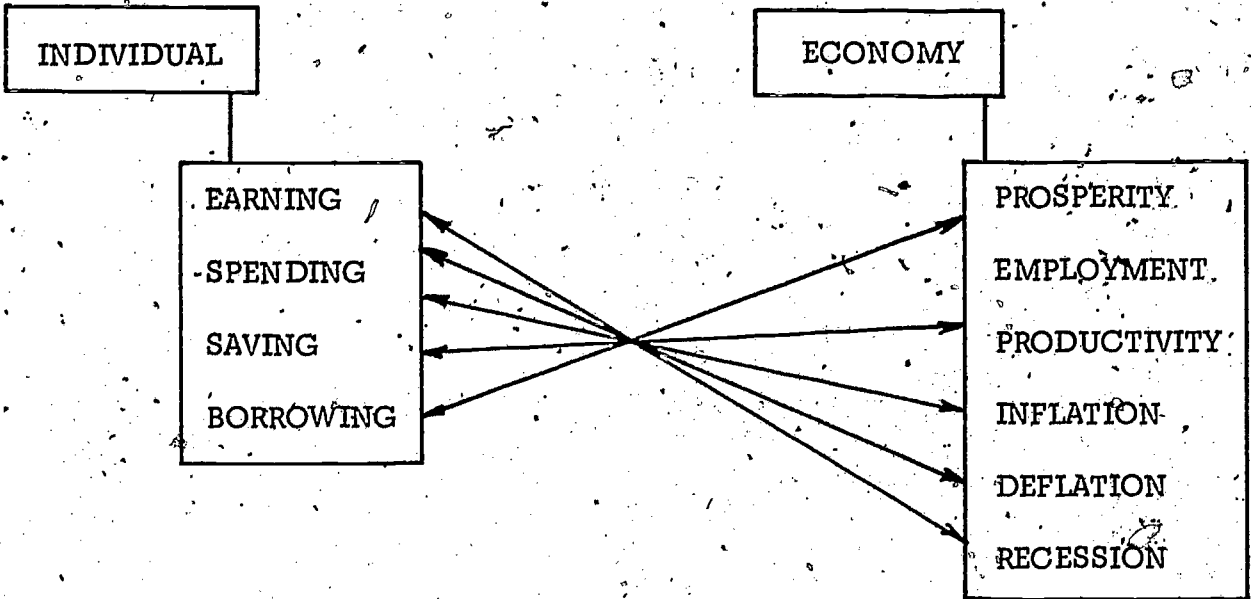 INDIVIDUAL
EARNING
SPENDING
SAVING
BORROWING
ECONOMY
PROSPERITY
EMPLOYMENT
PRODUCTIVITY
INFLATION
DEFLATION
RECESSION